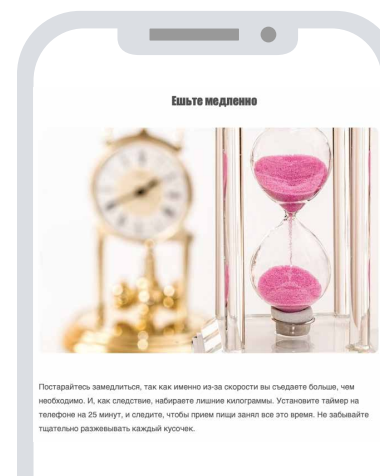 Ешьте медленно
Постарайтесь замедлиться, так как именно из-за скорости вы съедаете больше, чем
необходимо. И, как следствие, набираете лишние килограммы. Установите таймер на
телефоне на 25 минут, и следите, чтобы прием пищи занял все это время. Не забывайте
тщательно разжевывать каждый кусочек.